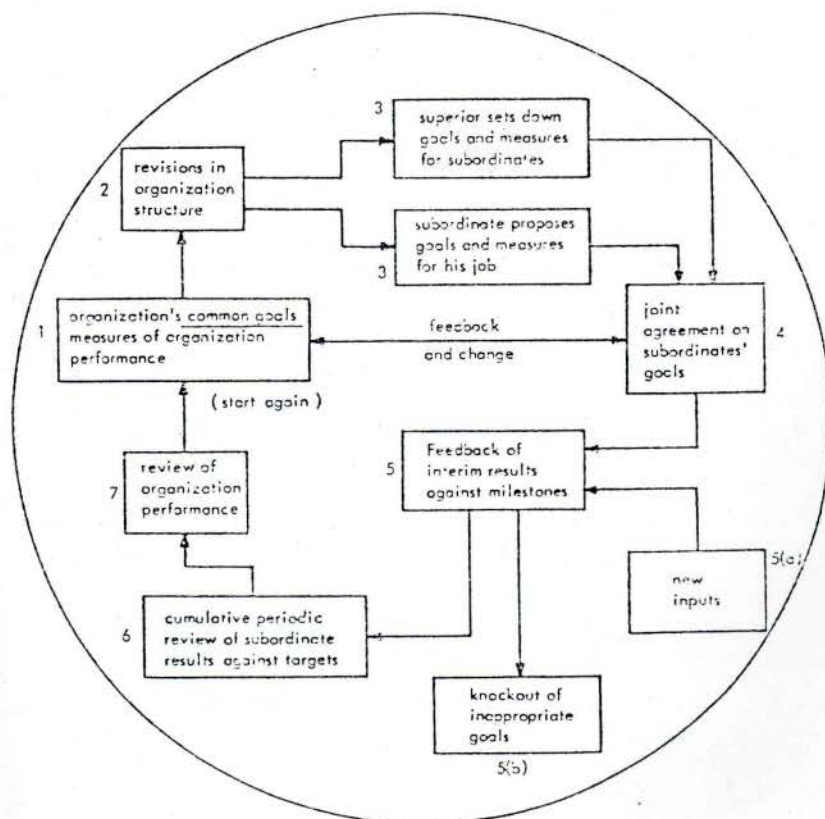 3
superior sets down
goals and measures
for subordinates
2
revisions in
organization
structure
3
subordinate proposes
goals and measures
for his job
1
organization's common goals
measures of organization
performance
(start again)
feedback
and change
joint
agreement on
subordinates'
goals
4
5
Feedback of
interim results
against milestones
7
review of
organization
performance
5(a)
new
inputs
6
cumulative periodic
review of subordinate
results against targets
knockout of
inappropriate
goals
5(b)